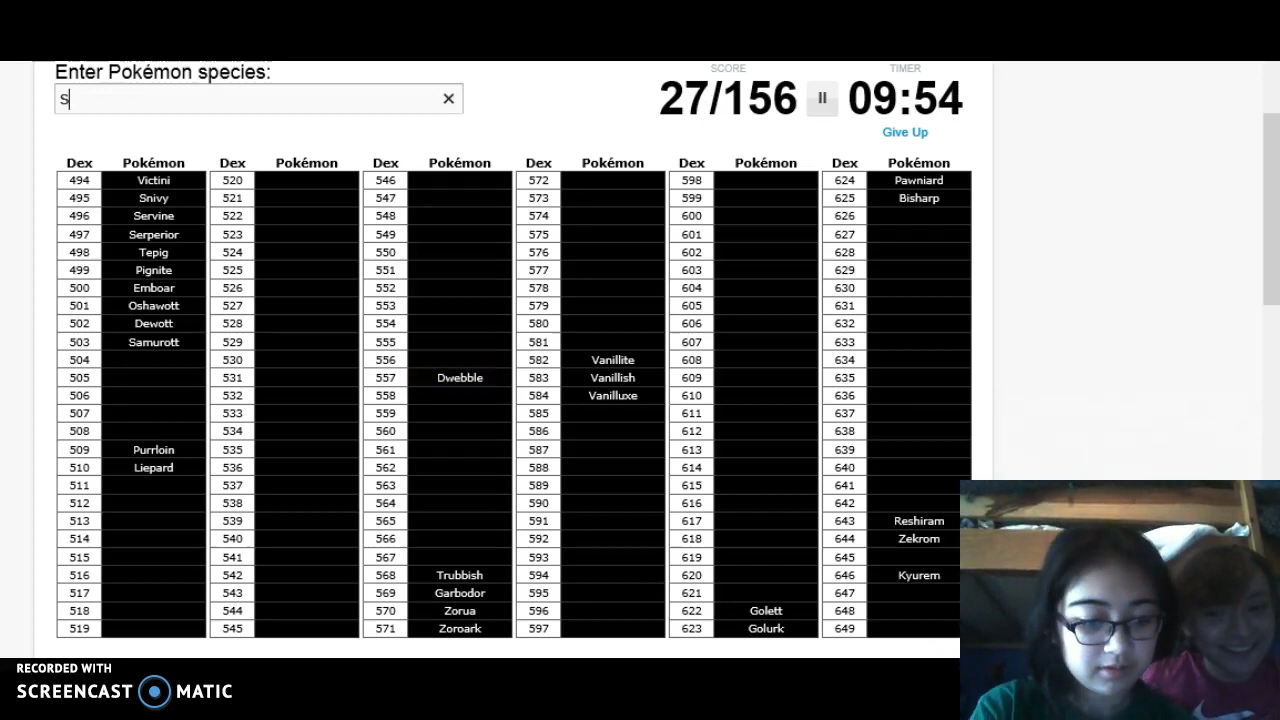 Enter Pokémon species:
SCORE
TIMER
s
27/156
09:54
Give Up
Dex Pokémon Dex Pokémon Dex Pokémon Dex Pokémon Dex Pokémon Dex Pokémon
494 Victini 520 546 572 598 624 Pawniard
495 Snivy 521 547 573 599 625 Bisharp
496 Servine 522 548 574 600 626
497 Serperior 523 549 575 601 627
498 Tepig 524 550 576 602 628
499 Pignite 525 551 577 603 629
500 Emboar 526 552 578 604 630
501 Oshawott 527 553 579 605 631
502 Dewott 528 554 580 606 632
503 Samurott 529 555 581 607 633
504 530 556 582 Vanillite 608 634
505 531 557 Dwebble 583 Vanillish 609 635
506 532 558 584 Vanilluxe 610 636
507 533 559 585 611 637
508 534 560 586 612 638
509 Purrloin 535 561 587 613 639
510 Liepard 536 562 588 614 640
511 537 563 589 615 641
512 538 564 590 616 642
513 539 565 591 617 643 Reshiram
514 540 566 592 618 644 Zekrom
515 541 567 593 619 645
516 542 568 Trubbish 594 620 646 Kyurem
517 543 569 Garbodor 595 621 647
518 544 570 Zorua 596 622 Golett 648
519 545 571 Zoroark 597 623 Golurk 649
RECORDED WITH
SCREENCAST MATIC